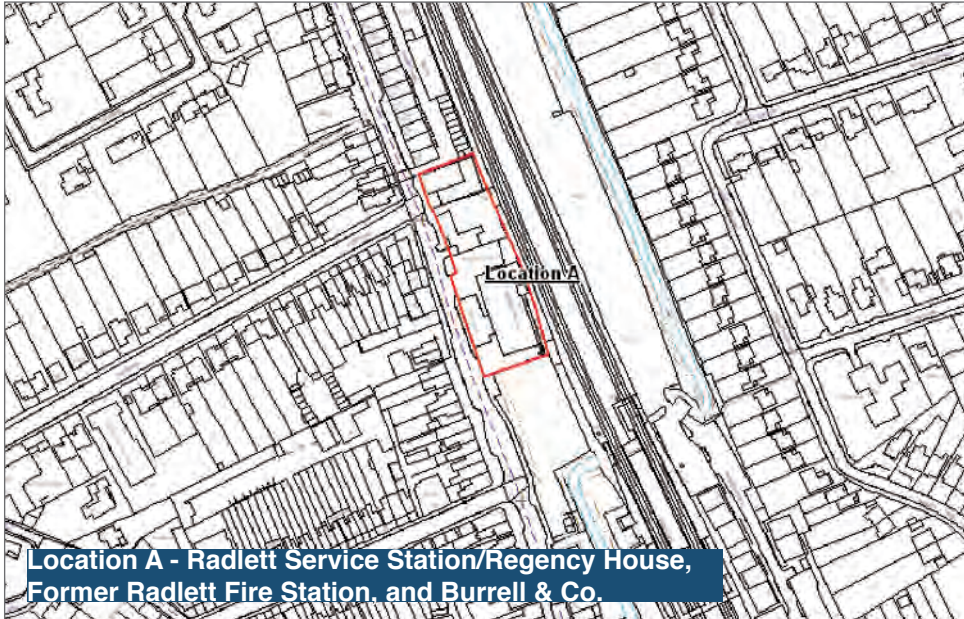 Location A
Location A - Radlett Service Station/Regency House,
Former Radlett Fire Station, and Burrell & Co.